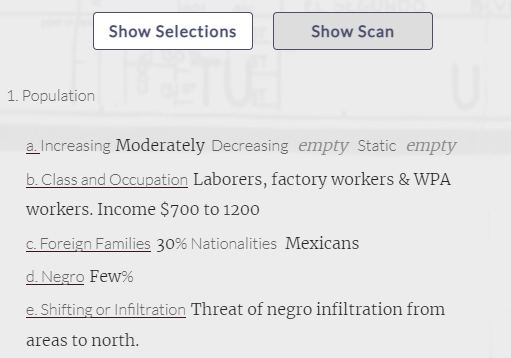 Show Selections Show Scan
1. Population
a. Increasing Moderately Decreasing empty Static empty
b. Class and Occupation Laborers, factory workers & WPA
workers. Income $700 to 1200
c. Foreign Families 30% Nationalities Mexicans
d. Negro Few%
e. Shifting or Infiltration Threat of negro infiltration from
areas to north.